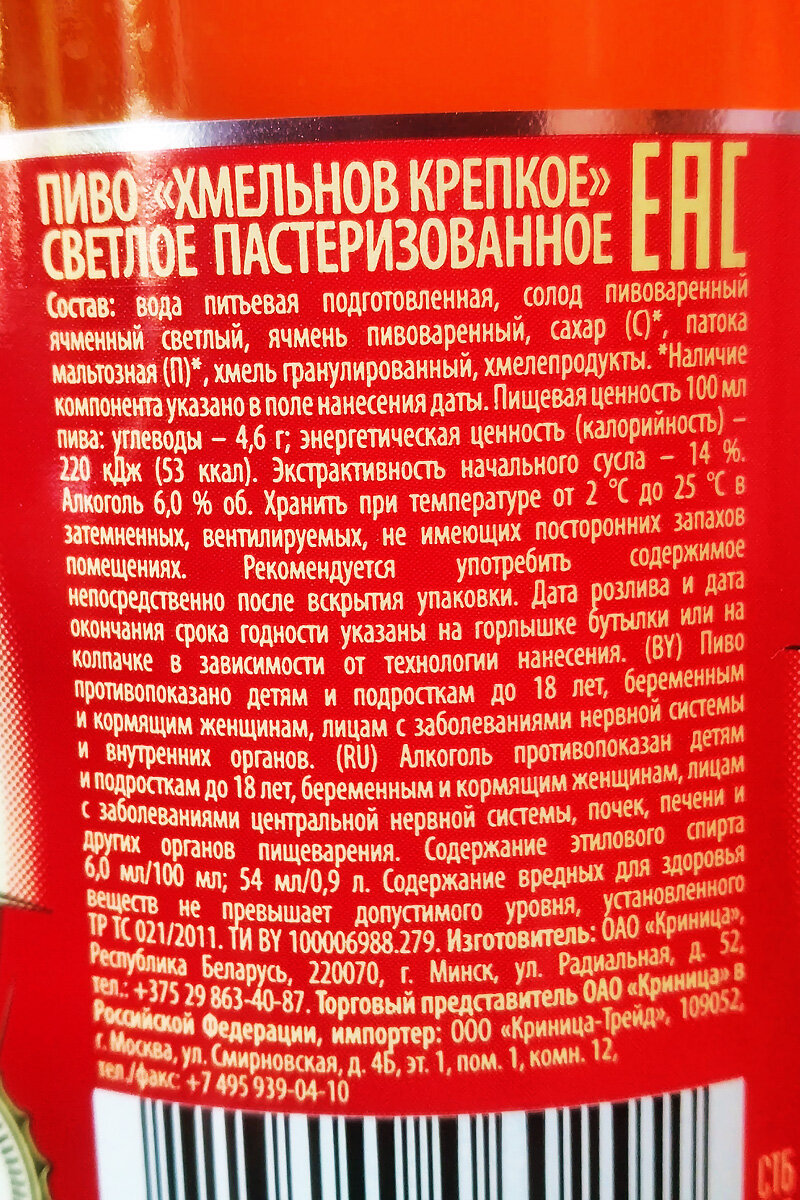 ПИВО «ХМЕЛЬНОВ КРЕПКОЕ»
СВЕТЛОЕ ПАСТЕРИЗОВАННОЕ
EAC
Состав: вода питьевая подготовленная, солод пивоваренный
ячменный светлый, ячмень пивоваренный, сахар (С)*, патока
мальтозная (П)*, хмель гранулированный, хмелепродукты. *Наличие
компонента указано в поле нанесения даты. Пищевая ценность 100 мл
пива: углеводы – 4,6 г; энергетическая ценность (калорийность) –
220 кДж (53 ккал). Экстрактивность начального сусла – 14 %.
Алкоголь 6,0 % об. Хранить при температуре от 2 °С до 25 °С в
затемненных, вентилируемых, не имеющих посторонних запахов
помещениях. Рекомендуется употребить содержимое
непосредственно после вскрытия упаковки. Дата розлива и дата
окончания срока годности указаны на горлышке бутылки или на
колпачке в зависимости от технологии нанесения. (BY) Пиво
противопоказано детям и подросткам до 18 лет, беременным
и кормящим женщинам, лицам с заболеваниями нервной системы
и внутренних органов. (RU) Алкоголь противопоказан детям
и подросткам до 18 лет, беременным и кормящим женщинам, лицам
с заболеваниями центральной нервной системы, почек, печени и
других органов пищеварения. Содержание этилового спирта
6,0 мл/100 мл; 54 мл/0,9 л. Содержание вредных для здоровья
веществ не превышает допустимого уровня, установленного
ТР ТС 021/2011. ТИ BY 100006988.279. Изготовитель: ОАО «Криница»,
Республика Беларусь, 220070, г. Минск, ул. Радиальная, д. 52,
тел.: +375 29 863-40-87. Торговый представитель ОАО «Криница» в
Российской Федерации, импортер: ООО «Криница-Трейд», 109052,
г. Москва, ул. Смирновская, д. 4Б, эт. 1, пом. 1, комн. 12,
тел./факс: +7 495 939-04-10
СТБ